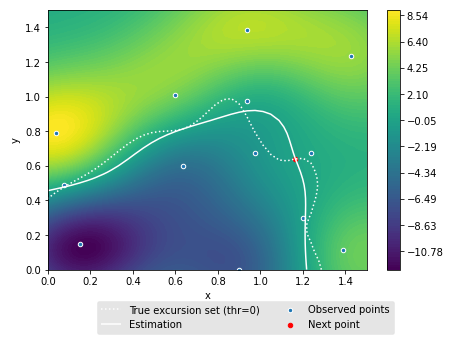 1.4
1.2
1.0
0.8
0.6
0.4
0.2
0.0
y
0.0 0.2 0.4 0.6 0.8 1.0 1.2 1.4
x
8.54
6.40
4.25
2.10
−0.05
−2.19
−4.34
−6.49
−8.63
−10.78
True excursion set (thr=0)
Estimation
Observed points
Next point